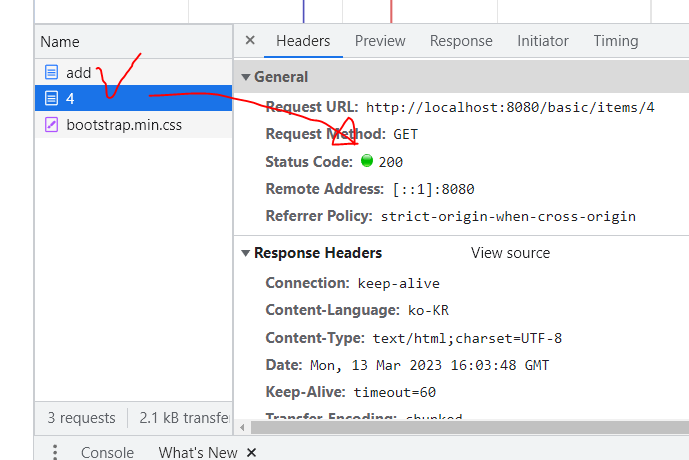 Name
add
4
bootstrap.min.css
3 requests
2.1 kB transfe
× Headers Preview Response Initiator Timing
▼ General
Request URL: http://localhost:8080/basic/items/4
Request Method: GET
Status Code: 200
Remote Address: [::1]:8080
Referrer Policy: strict-origin-when-cross-origin
▼ Response Headers View source
Connection: keep-alive
Content-Language: ko-KR
Content-Type: text/html;charset=UTF-8
Date: Mon, 13 Mar 2023 16:03:48 GMT
Keep-Alive: timeout=60
Transfer-Encoding: chunked
Console What's New ×